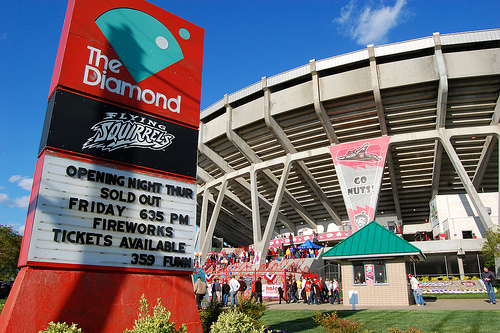 The
Diamond
FLYING
SQUIRRELS
OPENING NIGHT THUR
SOLD OUT
FRIDAY 635 PM
FIREWORKS
TICKETS AVAILABLE
359 FUNN
GO
NUTS!